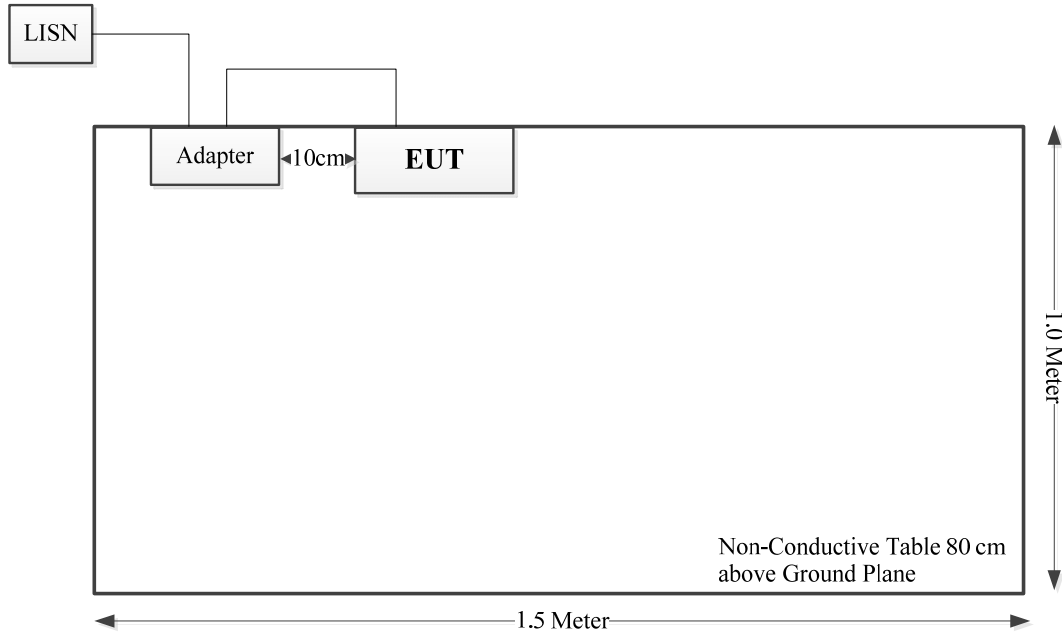 LISN
Adapter
10cm
EUT
1.0 Meter
Non-Conductive Table 80 cm
above Ground Plane
1.5 Meter